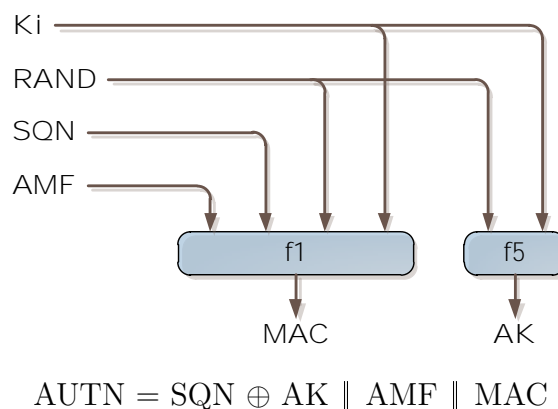 Ki
RAND
SQN
AMF
f1 f5
MAC AK
AUTN = SQN ⊕ AK ∥ AMF ∥ MAC